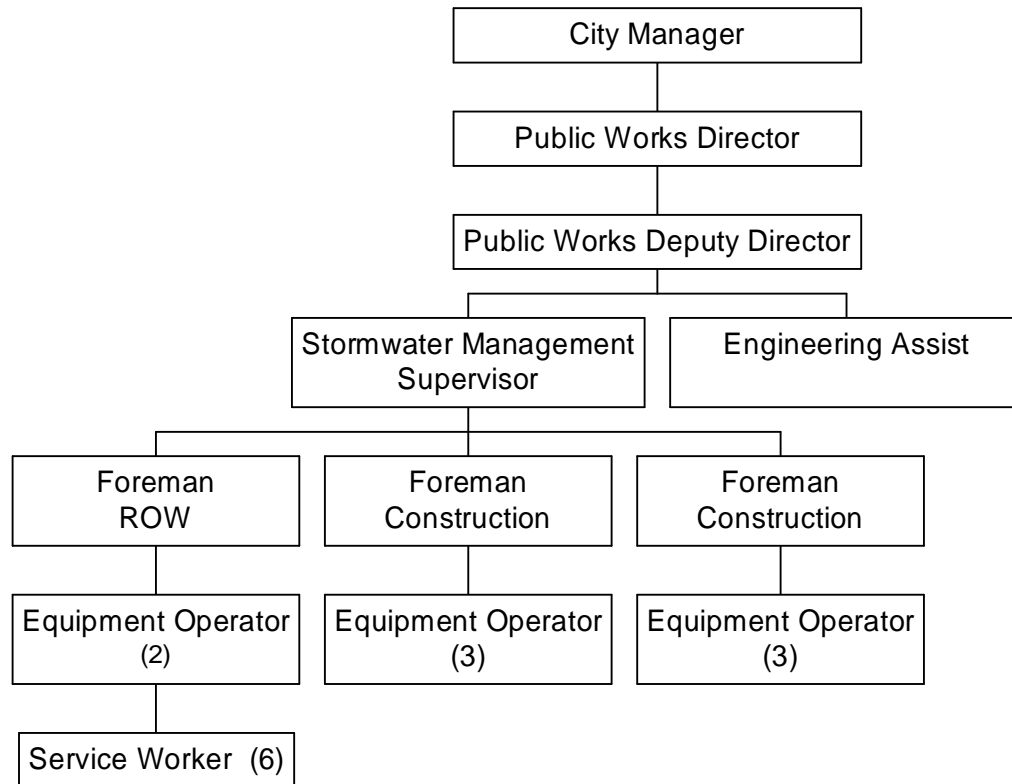 City Manager
Public Works Director
Public Works Deputy Director
Stormwater Management
Supervisor
Engineering Assist
Foreman
ROW
Foreman
Construction
Foreman
Construction
Equipment Operator
(2)
Equipment Operator
(3)
Equipment Operator
(3)
Service Worker (6)